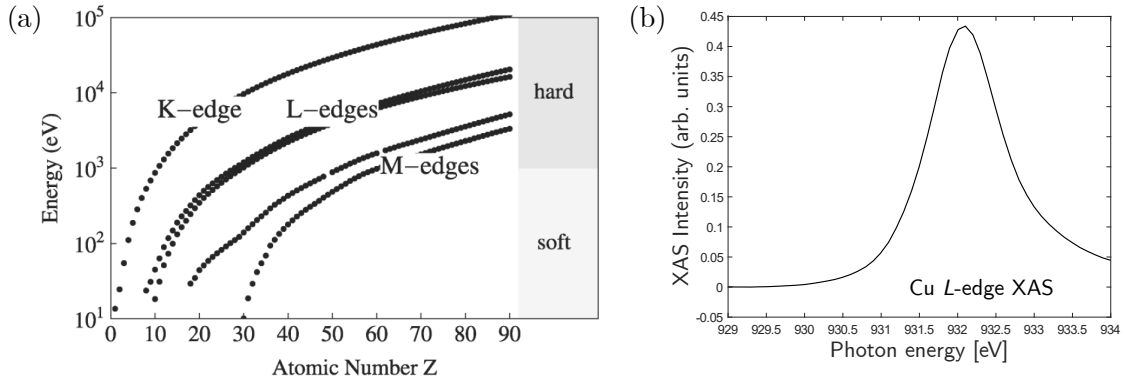 (a)
10^5
10^4
10^3
10^2
10^1
Energy (eV)
K−edge
L−edges
M−edges
hard
soft
0 10 20 30 40 50 60 70 80 90
Atomic Number Z
(b)
0.45
0.4
0.35
0.3
0.25
0.2
0.15
0.1
0.05
0
-0.05
XAS Intensity (arb. units)
Cu L-edge XAS
929 929.5 930 930.5 931 931.5 932 932.5 933 933.5 934
Photon energy [eV]